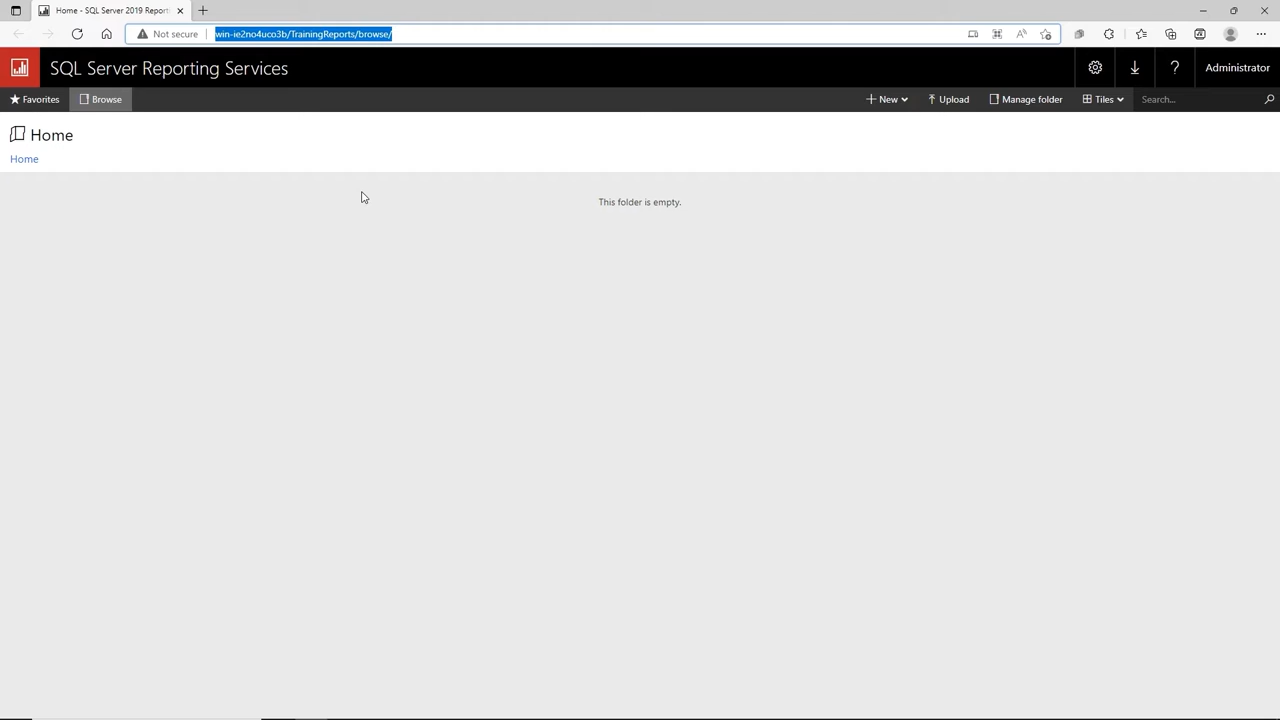 Home - SQL Server 2019 Report
Not secure
win-ie2no4uco3b/TrainingReports/browse/
SQL Server Reporting Services
Administrator
Favorites
Browse
New
Upload
Manage folder
Tiles
Search...
Home
Home
This folder is empty.